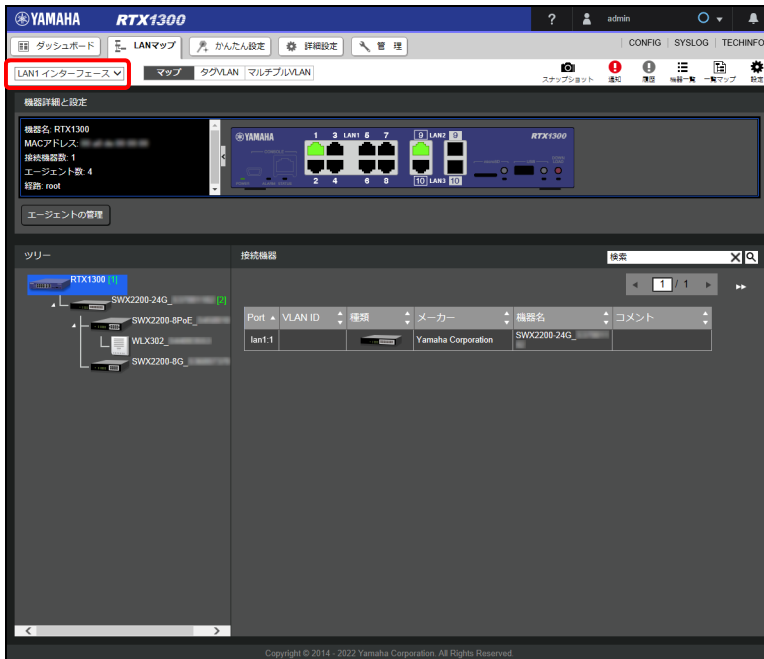 YAMAHA RTX1300 ? admin
ダッシュボード LANマップ かんたん設定 詳細設定 管 理 CONFIG SYSLOG TECHINFO
LAN1 インターフェース マップ タグVLAN マルチプルVLAN スナップショット 通知 履歴 機器一覧 一覧マップ 設定
機器詳細と設定
機器名: RTX1300
MACアドレス:
接続機器数: 1
エージェント数: 4
経路: root
YAMAHA 1 3 LAN1 5 7 9 LAN2 9 RTX1300
CONSOLE
POWER ALARM STATUS 2 4 6 8 10 LAN3 10
エージェントの管理
ツリー
RTX1300 [1]
SWX2200-24G_ [2]
SWX2200-8PoE_
WLX302_
SWX2200-8G_
接続機器 検索
1 / 1
Port VLAN ID 種類 メーカー 機器名 コメント
lan1:1 Yamaha Corporation SWX2200-24G_
Copyright © 2014 - 2022 Yamaha Corporation. All Rights Reserved.